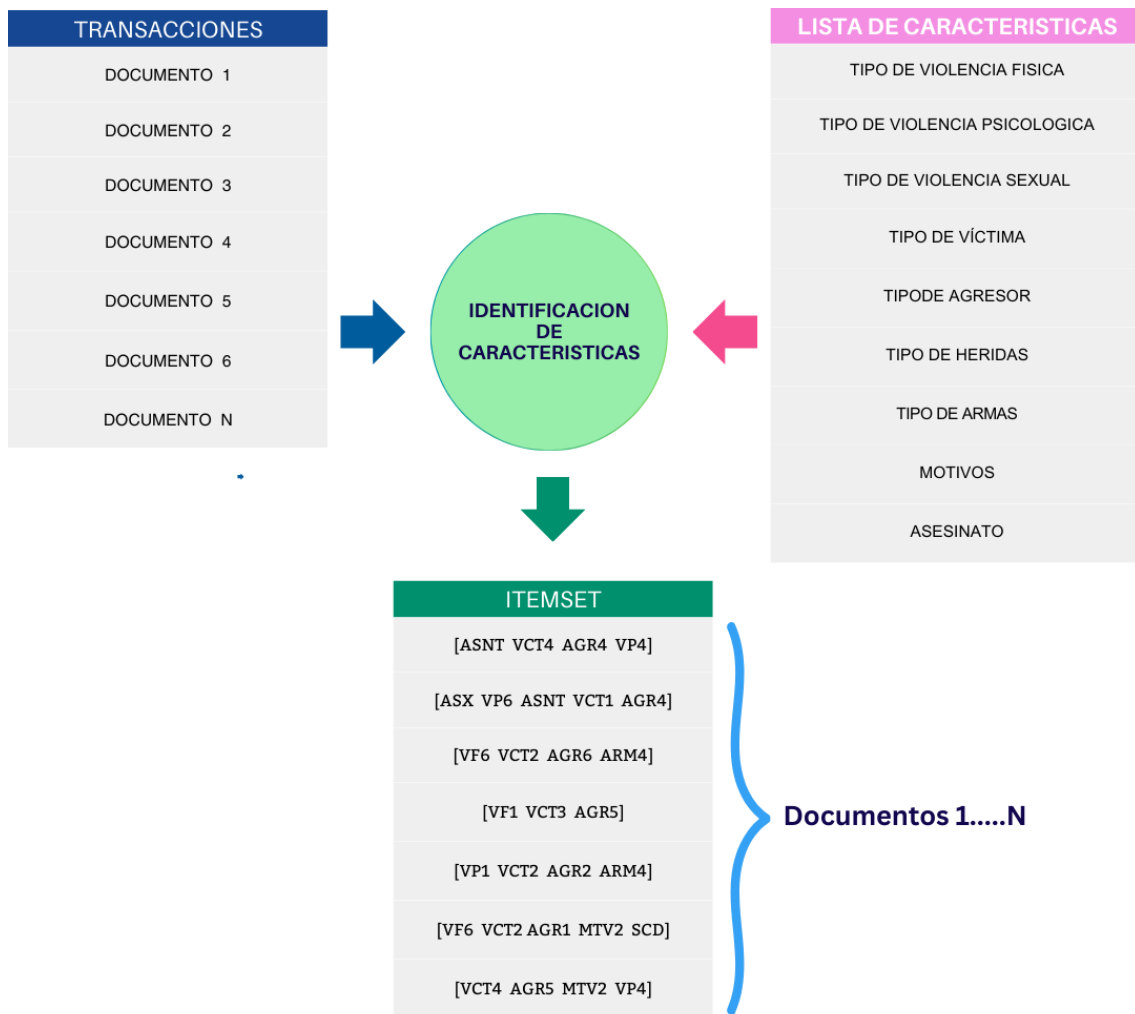 TRANSACCIONES
DOCUMENTO 1
DOCUMENTO 2
DOCUMENTO 3
DOCUMENTO 4
DOCUMENTO 5
DOCUMENTO 6
DOCUMENTO N
LISTA DE CARACTERISTICAS
TIPO DE VIOLENCIA FISICA
TIPO DE VIOLENCIA PSICOLOGICA
TIPO DE VIOLENCIA SEXUAL
TIPO DE VÍCTIMA
TIPODE AGRESOR
TIPO DE HERIDAS
TIPO DE ARMAS
MOTIVOS
ASESINATO
IDENTIFICACION
DE
CARACTERISTICAS
ITEMSET
[ASNT VCT4 AGR4 VP4]
[ASX VP6 ASNT VCT1 AGR4]
[VF6 VCT2 AGR6 ARM4]
[VF1 VCT3 AGR5]
[VP1 VCT2 AGR2 ARM4]
[VF6 VCT2 AGR1 MTV2 SCD]
[VCT4 AGR5 MTV2 VP4]
Documentos 1.....N